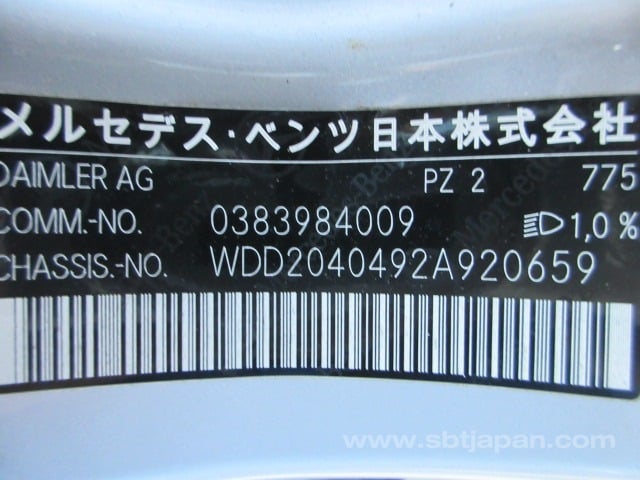 メルセデス・ベンツ日本株式会社
DAIMLER AG PZ 2 775
COMM.-NO. 0383984009 1,0 %
CHASSIS.-NO. WDD2040492A920659
www.sbtjapan.com